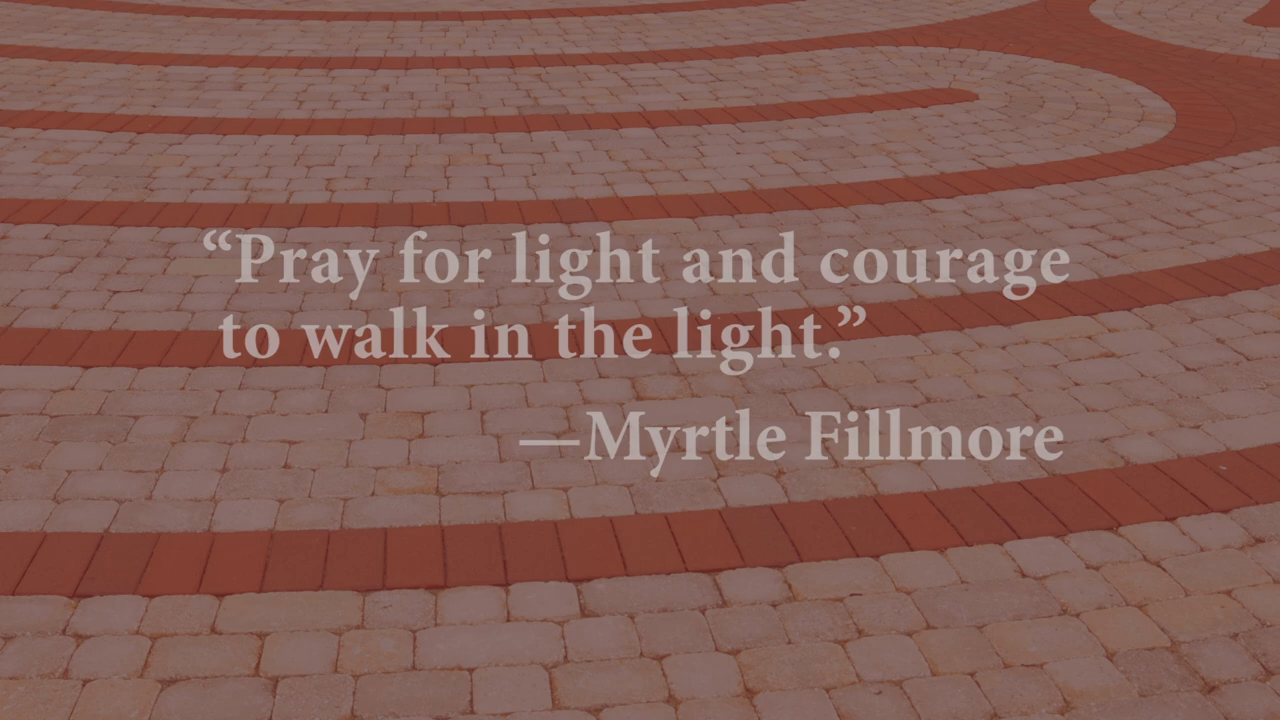 “Pray for light and courage
to walk in the light.”
—Myrtle Fillmore